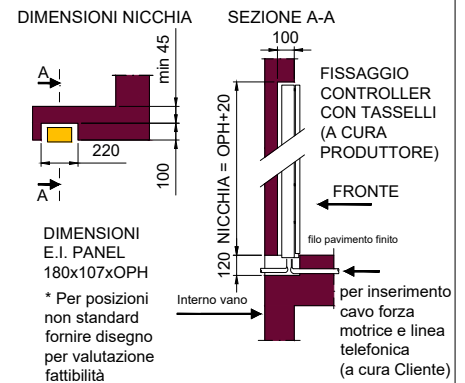 DIMENSIONI NICCHIA
SEZIONE A-A
A
min 45
220
100
A
DIMENSIONI
E.I. PANEL
180x107xOPH
* Per posizioni
non standard
fornire disegno
per valutazione
fattibilità
100
120
NICCHIA = OPH+20
FISSAGGIO
CONTROLLER
CON TASSELLI
(A CURA
PRODUTTORE)
FRONTE
filo pavimento finito
Interno vano
per inserimento
cavo forza
motrice e linea
telefonica
(a cura Cliente)